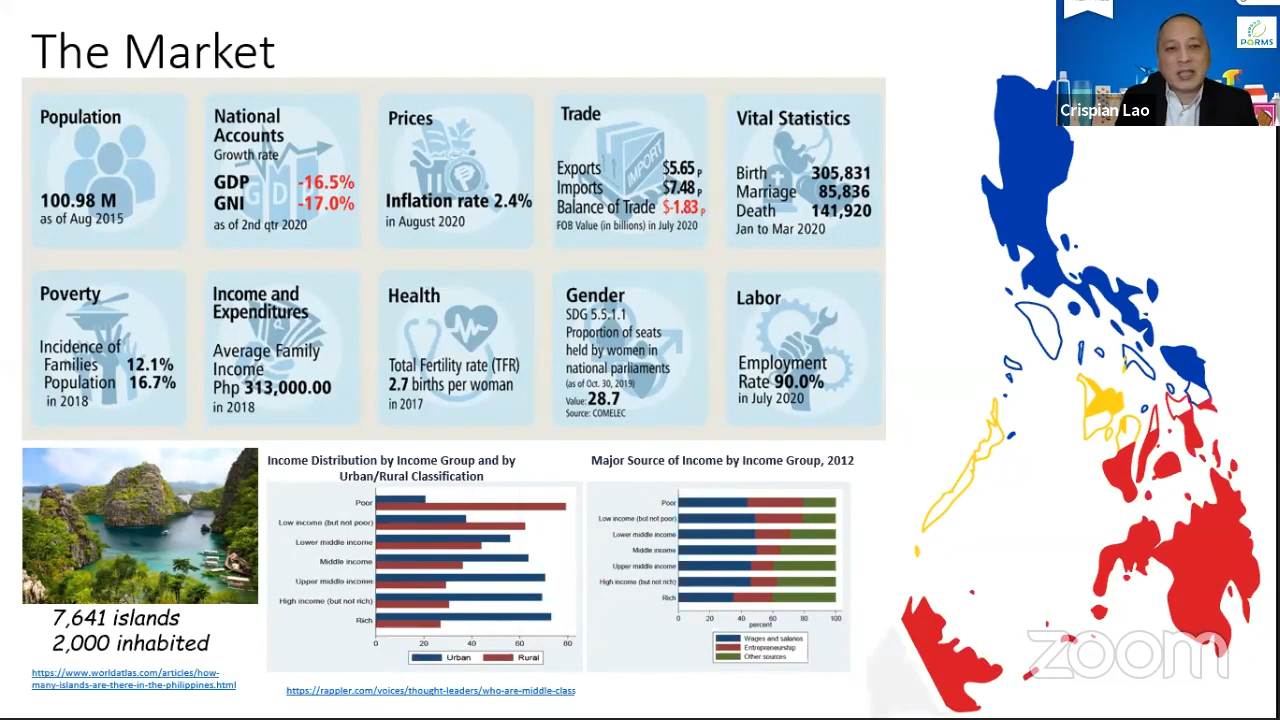 The Market
PORMS
Crispian Lao
Population
100.98 M
as of Aug 2015
National
Accounts
Growth rate
GDP -16.5%
GNI -17.0%
as of 2nd qtr 2020
Prices
Inflation rate 2.4%
in August 2020
Trade
IMPORT
Exports $5.65 p
Imports $7.48 p
Balance of Trade $-1.83 p
FOB Value (in billions) in July 2020
Vital Statistics
Birth 305,831
Marriage 85,836
Death 141,920
Jan to Mar 2020
Poverty
Incidence of
Families 12.1%
Population 16.7%
in 2018
Income and
Expenditures
Average Family
Income
Php 313,000.00
in 2018
Health
Total Fertility rate (TFR)
2.7 births per woman
in 2017
Gender
SDG 5.5.1.1
Proportion of seats
held by women in
national parliaments
(as of Oct. 30, 2019)
Value: 28.7
Source: COMELEC
Labor
Employment
Rate 90.0%
in July 2020
7,641 islands
2,000 inhabited
https://www.worldatlas.com/articles/how-
many-islands-are-there-in-the-philippines.html
Income Distribution by Income Group and by
Urban/Rural Classification
Poor
Low income (but not poor)
Lower middle income
Middle income
Upper middle income
High income (but not rich)
Rich
0 20 40 60 80
Urban Rural
https://rappler.com/voices/thought-leaders/who-are-middle-class
Major Source of Income by Income Group, 2012
Poor
Low income (but not poor)
Lower middle income
Middle income
Upper middle income
High income (but not rich)
Rich
0 20 40 60 80 100
percent
Wages and salaries
Entrepreneurship
Other sources
zoom